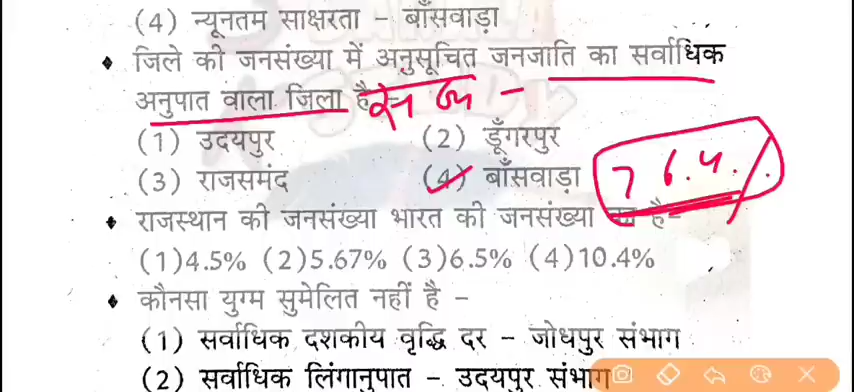 (4) न्यूनतम साक्षरता - बाँसवाड़ा
♦ जिले की जनसंख्या में अनुसूचित जनजाति का सर्वाधिक
अनुपात वाला जिला है -
(1) उदयपुर (2) डूँगरपुर
(3) राजसमंद (4) बाँसवाड़ा 76.4%
♦ राजस्थान की जनसंख्या भारत की जनसंख्या का है-
(1)4.5% (2)5.67% (3)6.5% (4)10.4%
♦ कौनसा युग्म सुमेलित नहीं है -
(1) सर्वाधिक दशकीय वृद्धि दर - जोधपुर संभाग
(2) सर्वाधिक लिंगानुपात - उदयपुर संभाग